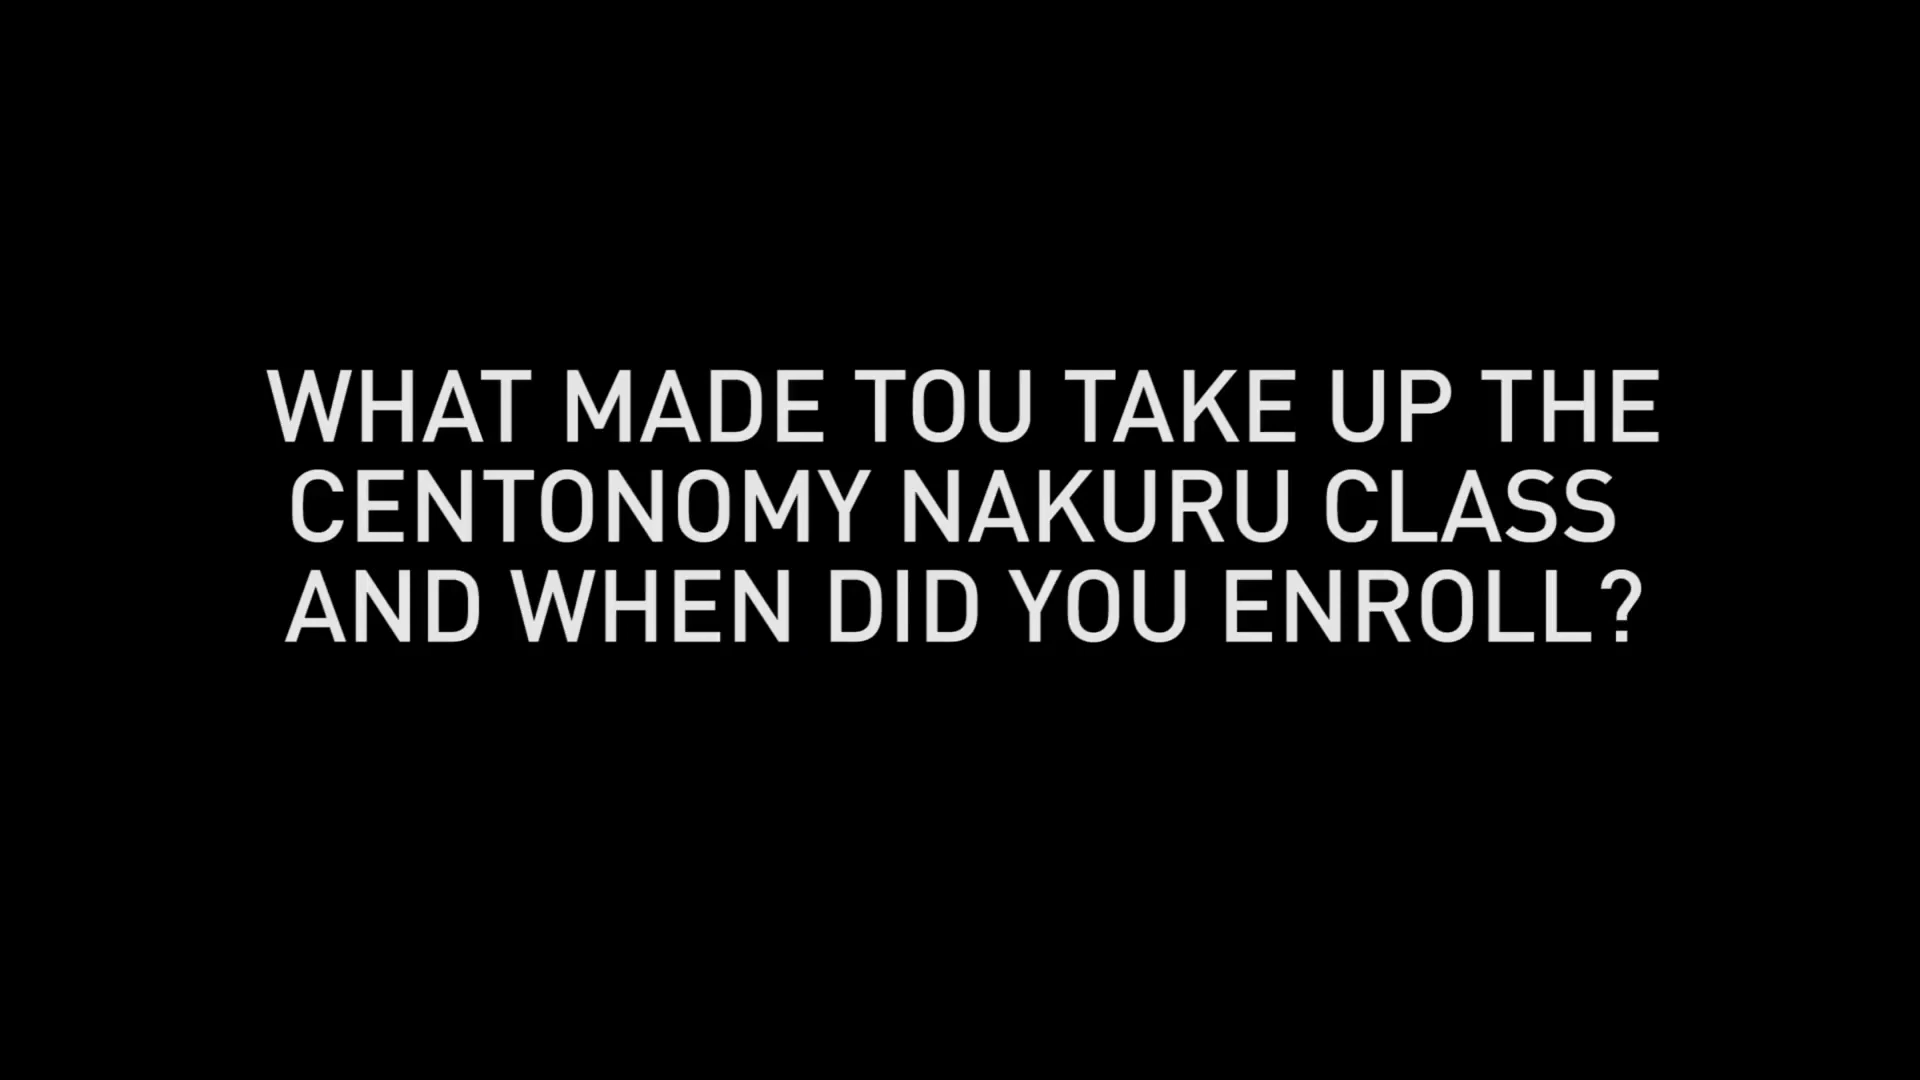 WHAT MADE TOU TAKE UP THE
CENTONOMY NAKURU CLASS
AND WHEN DID YOU ENROLL?